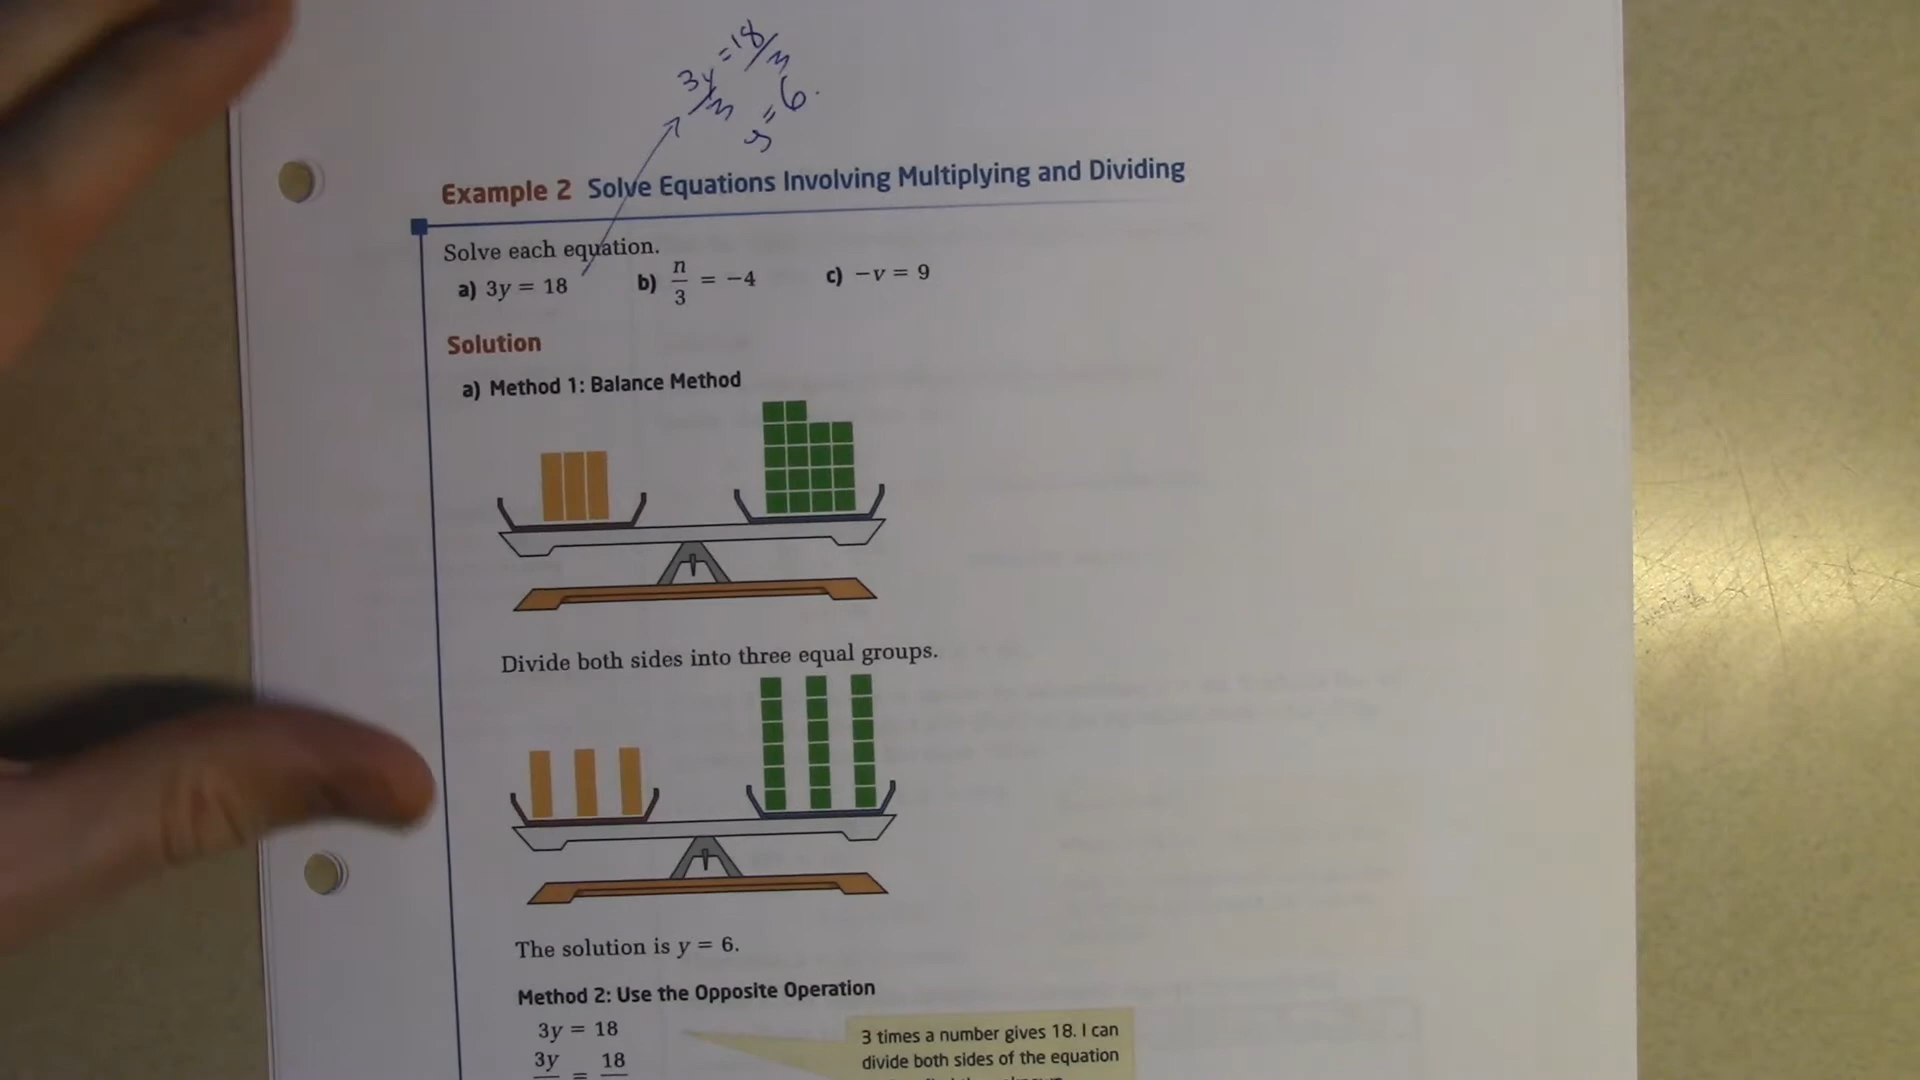 3y/3 = 18/3
y = 6.
Example 2 Solve Equations Involving Multiplying and Dividing
Solve each equation.
a) 3y = 18 b) n/3 = −4 c) −v = 9
Solution
a) Method 1: Balance Method
Divide both sides into three equal groups.
The solution is y = 6.
Method 2: Use the Opposite Operation
3y = 18
3y = 18
3 times a number gives 18. I can
divide both sides of the equation